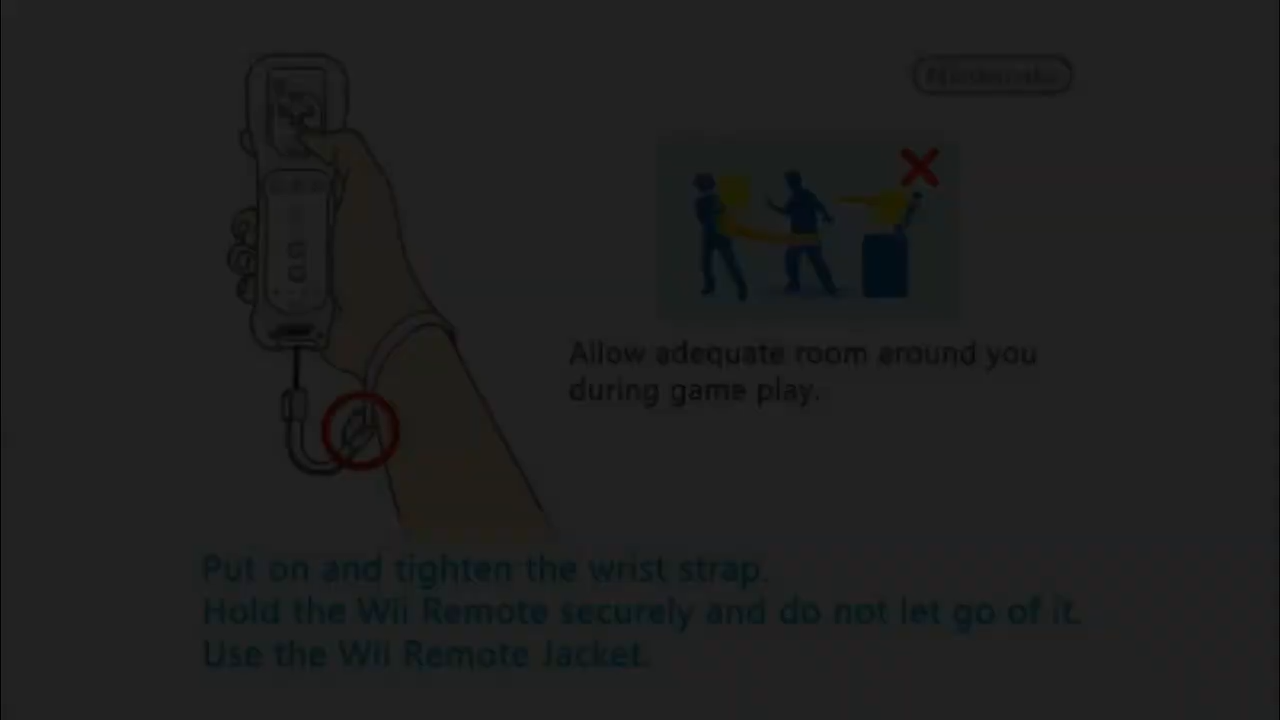 Nintendo
Allow adequate room around you
during game play.
Put on and tighten the wrist strap.
Hold the Wii Remote securely and do not let go of it.
Use the Wii Remote Jacket.